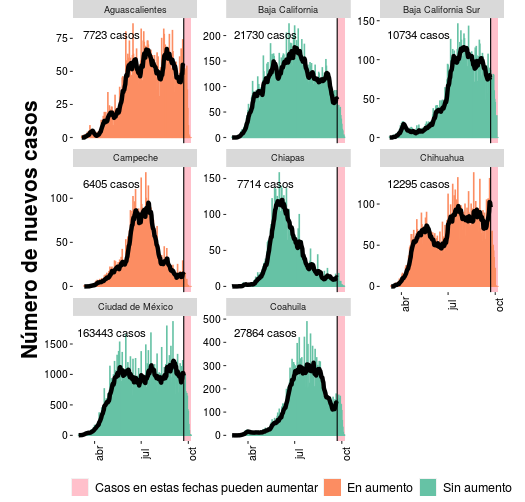 Número de nuevos casos
Aguascalientes
Baja California
Baja California Sur
7723 casos
21730 casos
10734 casos
75
50
25
0
200
150
100
50
0
150
100
50
0
Campeche
Chiapas
Chihuahua
6405 casos
7714 casos
12295 casos
100
50
0
150
100
50
0
100
50
0
Ciudad de México
Coahuila
163443 casos
27864 casos
1500
1000
500
0
500
400
300
200
100
0
abr
jul
oct
abr
jul
oct
abr
jul
oct
Casos en estas fechas pueden aumentar
En aumento
Sin aumento